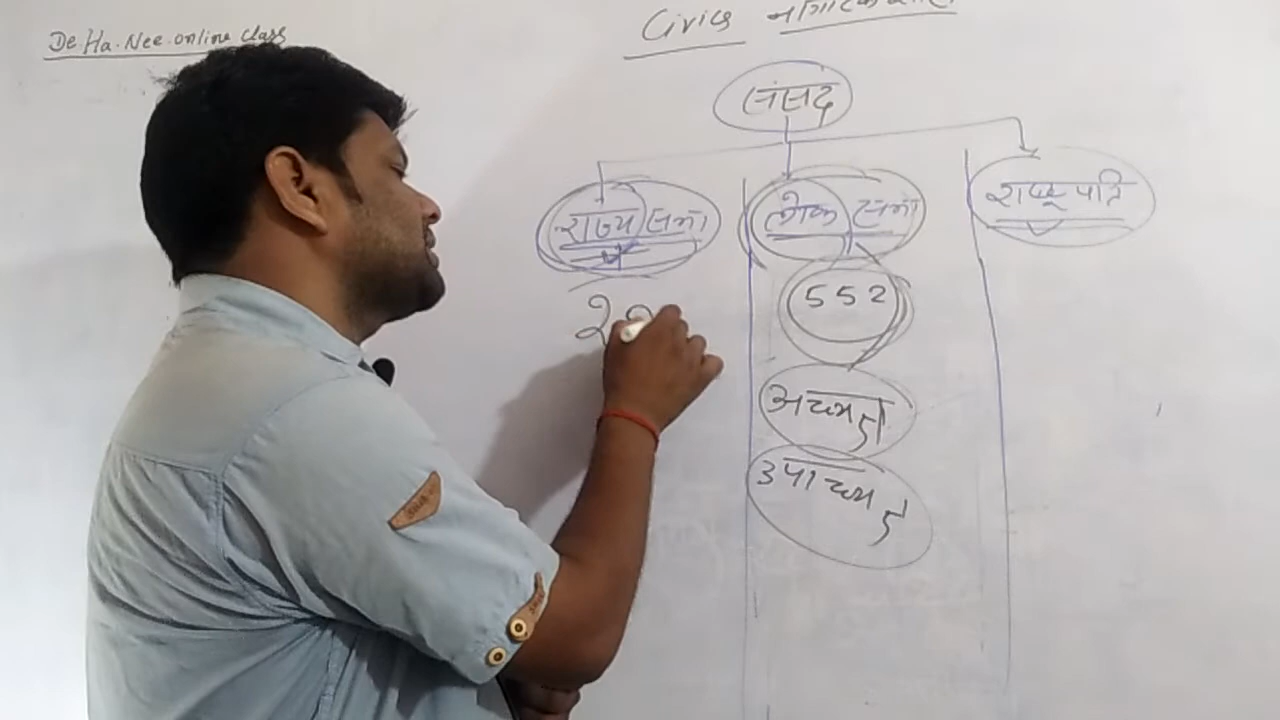 De.Ha.Nee.online class
Civics नागरिकशास्त्र
संसद
राज्य सभा
लोक सभा
राष्ट्रपति
552
अध्यक्ष
उपाध्यक्ष